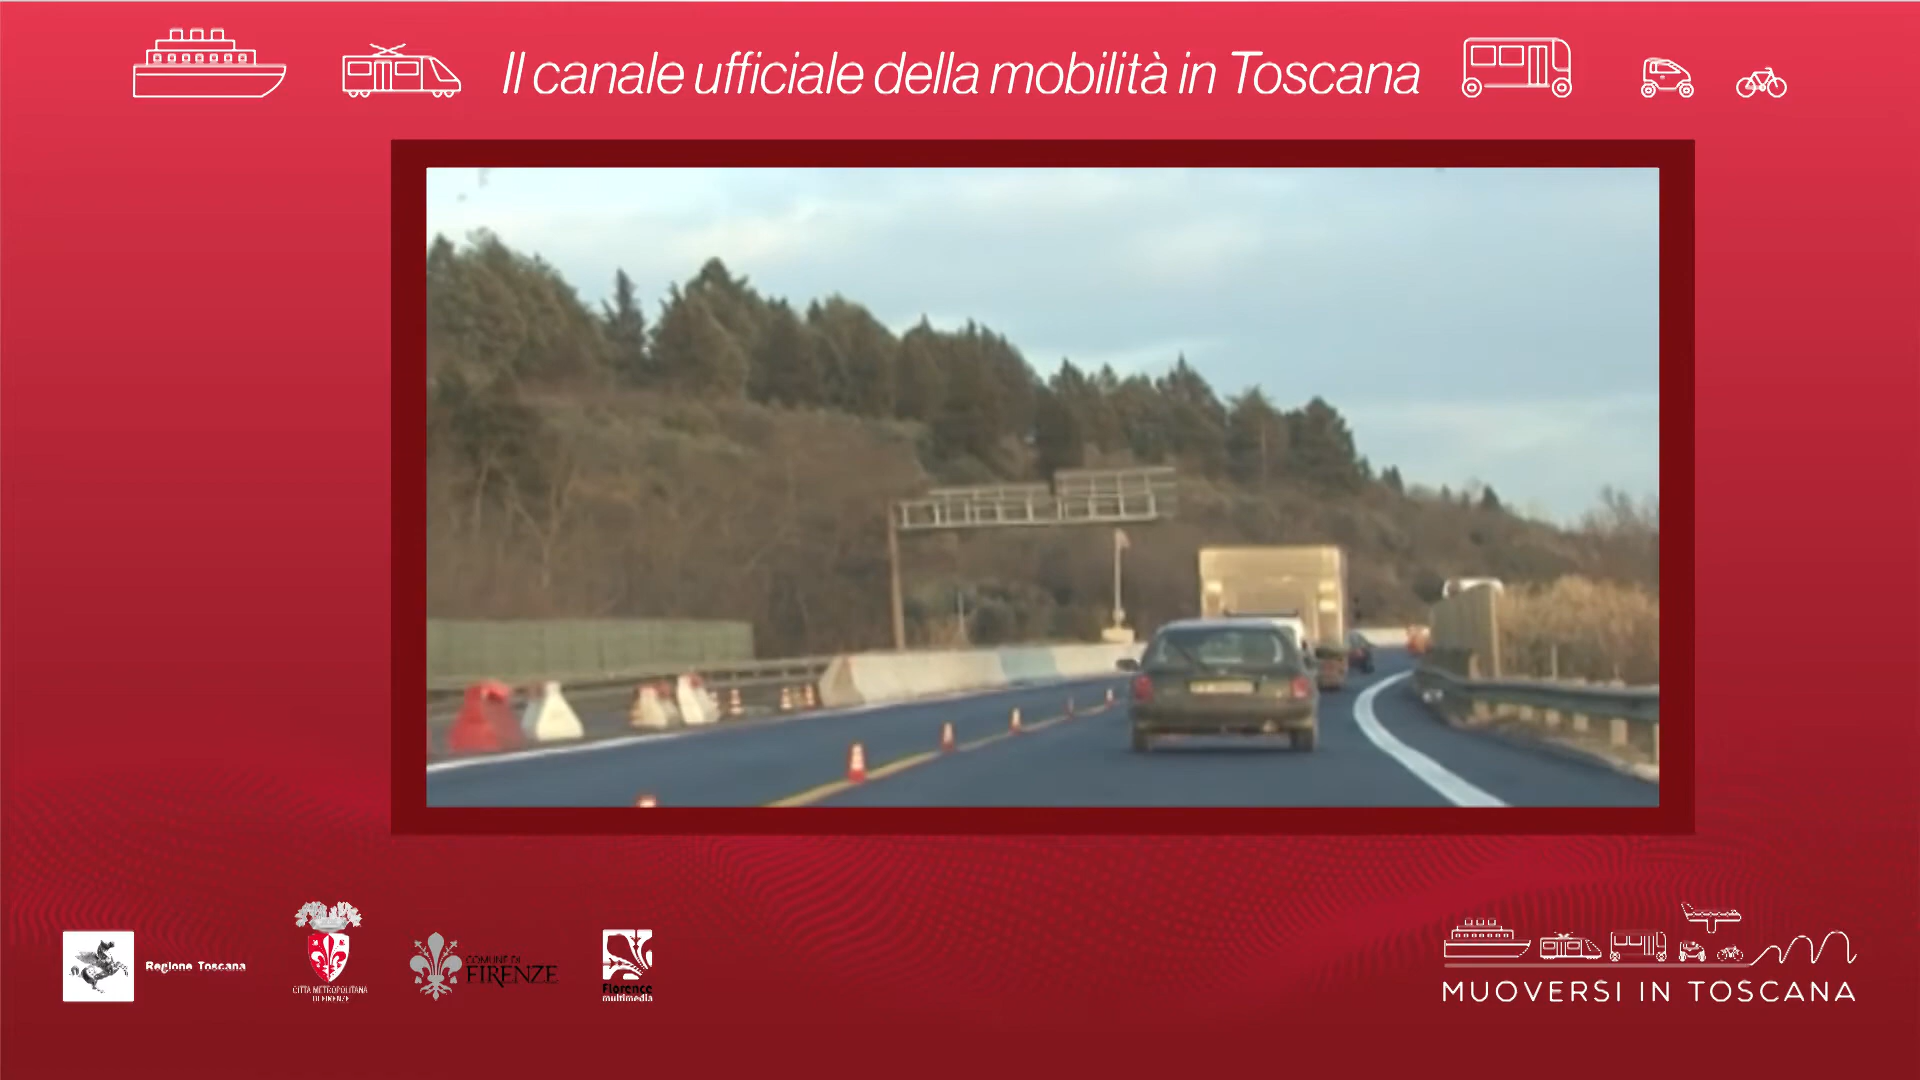 Il canale ufficiale della mobilità in Toscana
Regione Toscana
CITTÀ METROPOLITANA
DI FIRENZE
COMUNE DI
FIRENZE
Florence
multimedia
MUOVERSI IN TOSCANA